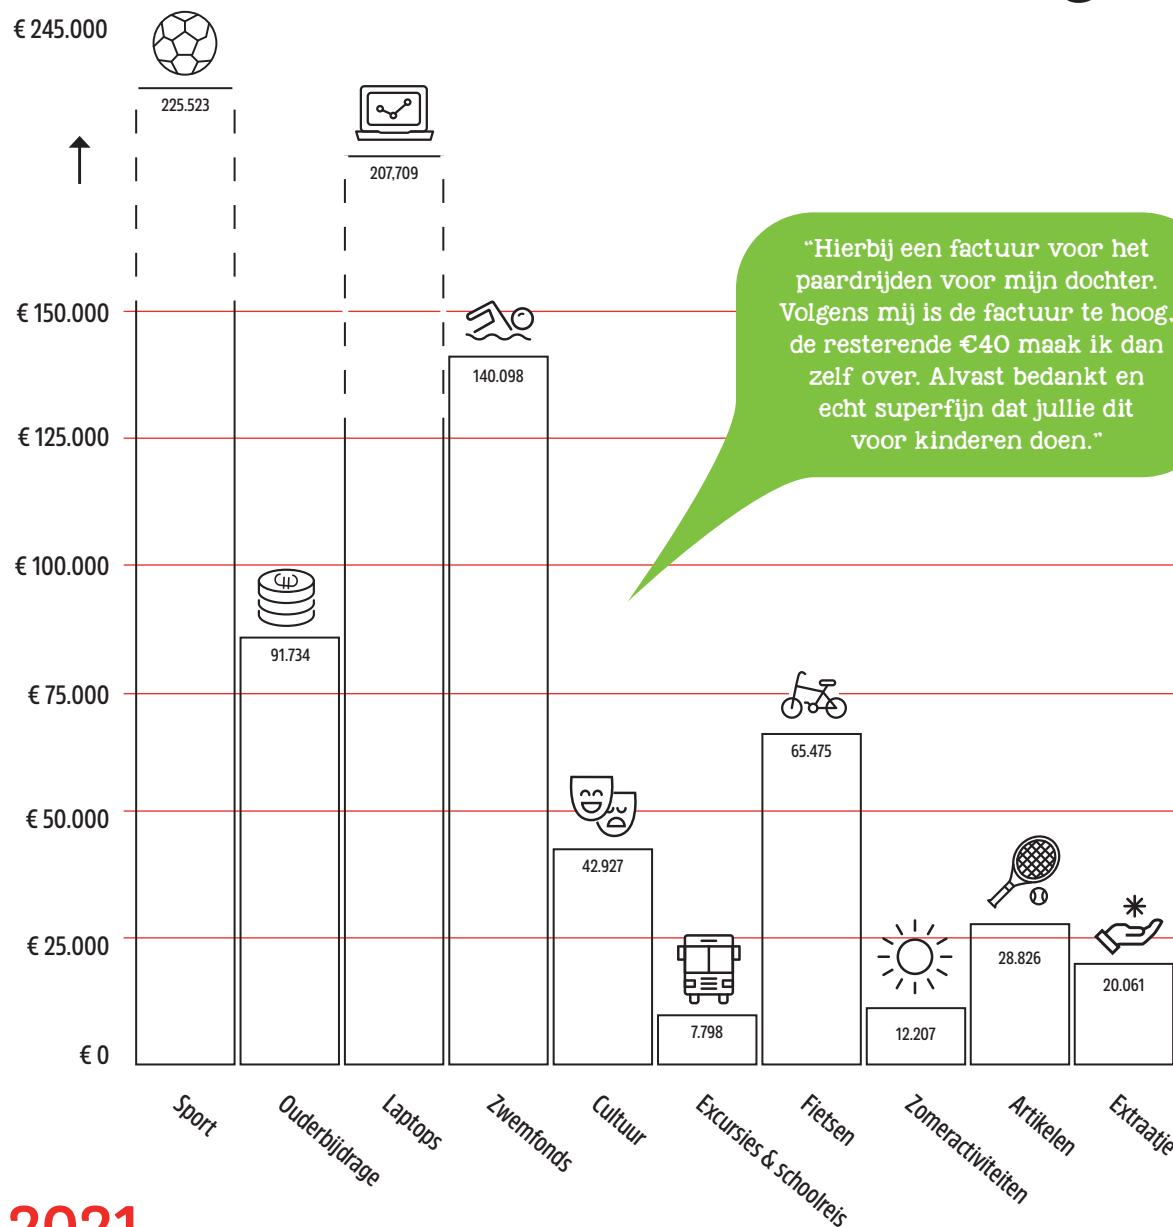 € 245.000
225.523
207,709
€ 150.000
140.098
"Hierbij een factuur voor het
paardrijden voor mijn dochter.
Volgens mij is de factuur te hoog,
de resterende €40 maak ik dan
zelf over. Alvast bedankt en
echt superfijn dat jullie dit
voor kinderen doen."
€ 125.000
€ 100.000
91.734
€ 75.000
65.475
€ 50.000
42.927
€ 25.000
28.826
20.061
7.798
12.207
€ 0
Sport
Ouderbijdrage
Laptops
Zwemfonds
Cultuur
Excursies & schoolreis
Fietsen
Zomeractiviteiten
Artikelen
Extraatje
2021